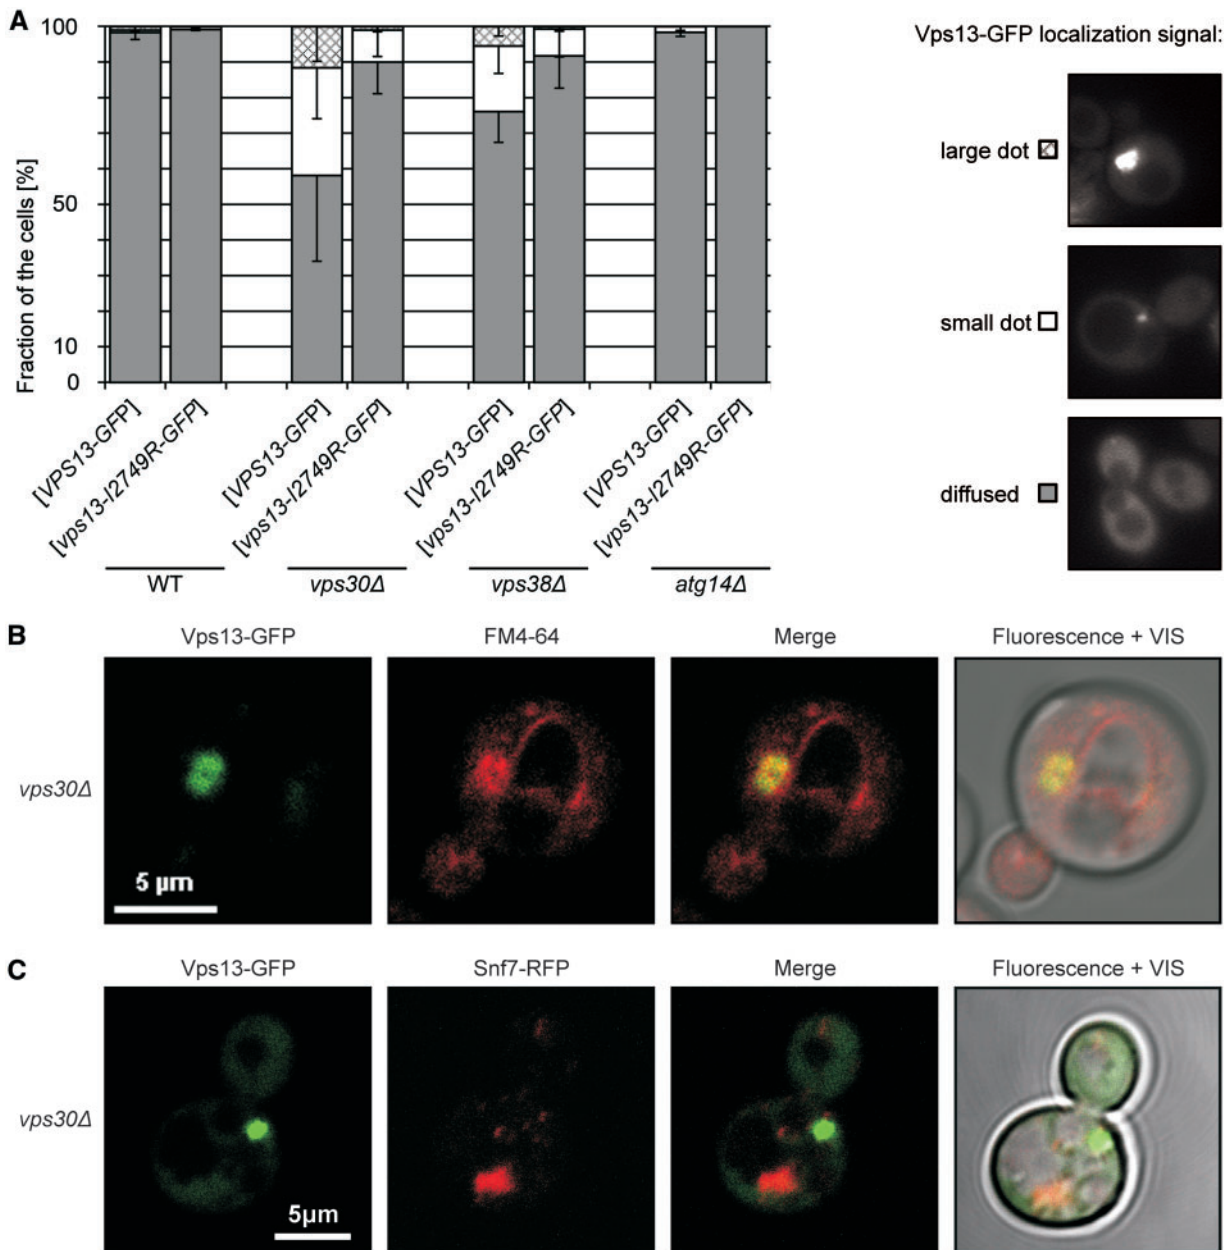 A
Fraction of the cells [%]
100
50
10
0
[VPS13-GFP]
[vps13-I2749R-GFP]
[VPS13-GFP]
[vps13-I2749R-GFP]
[VPS13-GFP]
[vps13-I2749R-GFP]
[VPS13-GFP]
[vps13-I2749R-GFP]
WT
vps30Δ
vps38Δ
atg14Δ
Vps13-GFP localization signal:
large dot
small dot
diffused
B
Vps13-GFP
FM4-64
Merge
Fluorescence + VIS
vps30Δ
5 µm
C
Vps13-GFP
Snf7-RFP
Merge
Fluorescence + VIS
vps30Δ
5µm